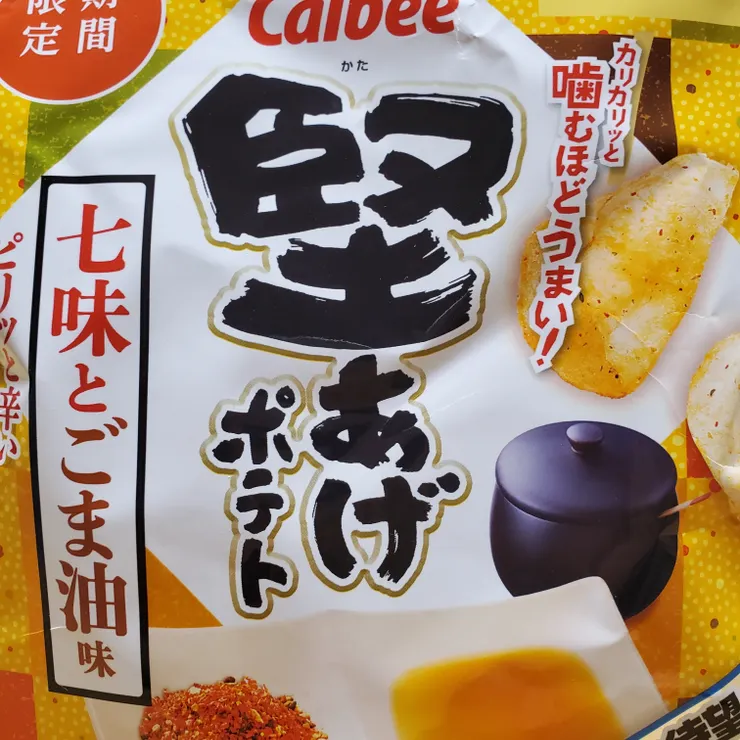 期間
限定
Calbee
かた
堅
あげ
ポテト
カリカリッと
噛むほどうまい!
七味とごま油味
ピリッと辛い
待望